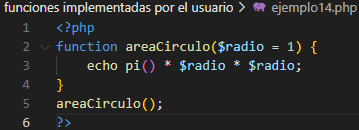 funciones implementadas por el usuario > ejemplo14.php
1 <?php
2 function areaCirculo($radio = 1) {
3 echo pi() * $radio * $radio;
4 }
5 areaCirculo();
6 ?>